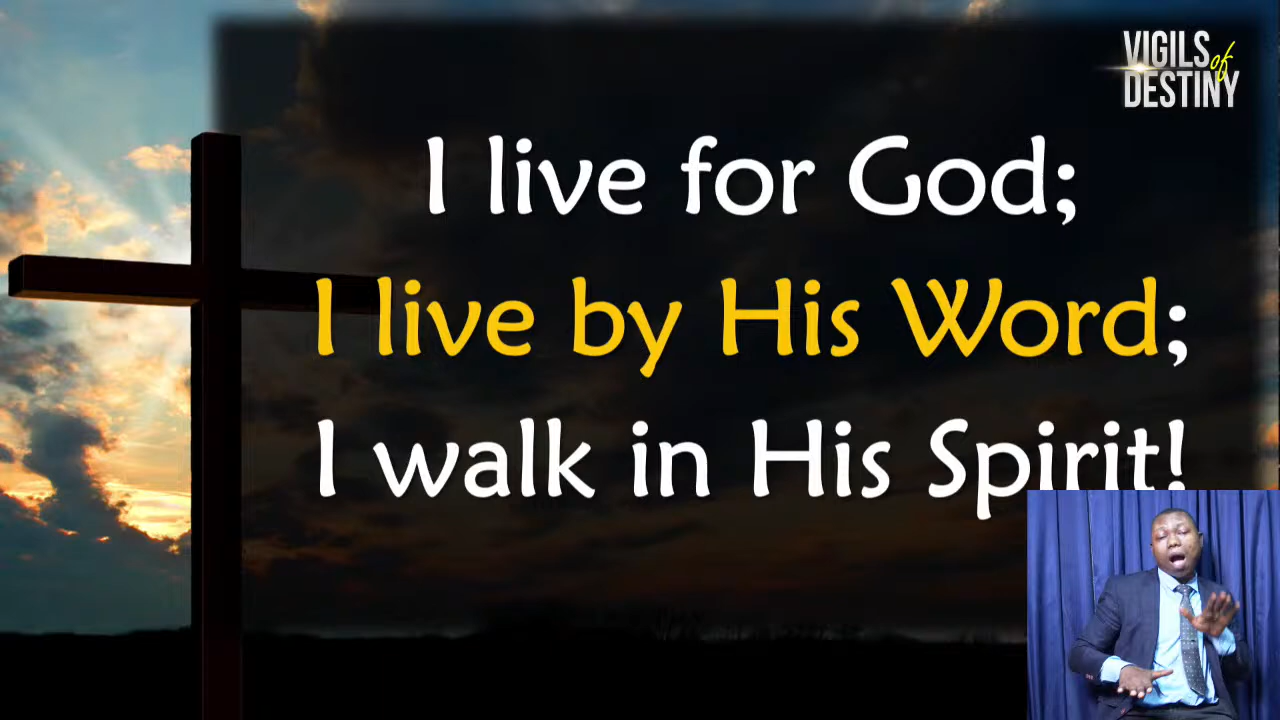 VIGILS
of
DESTINY
I live for God;
I live by His Word;
I walk in His Spirit!